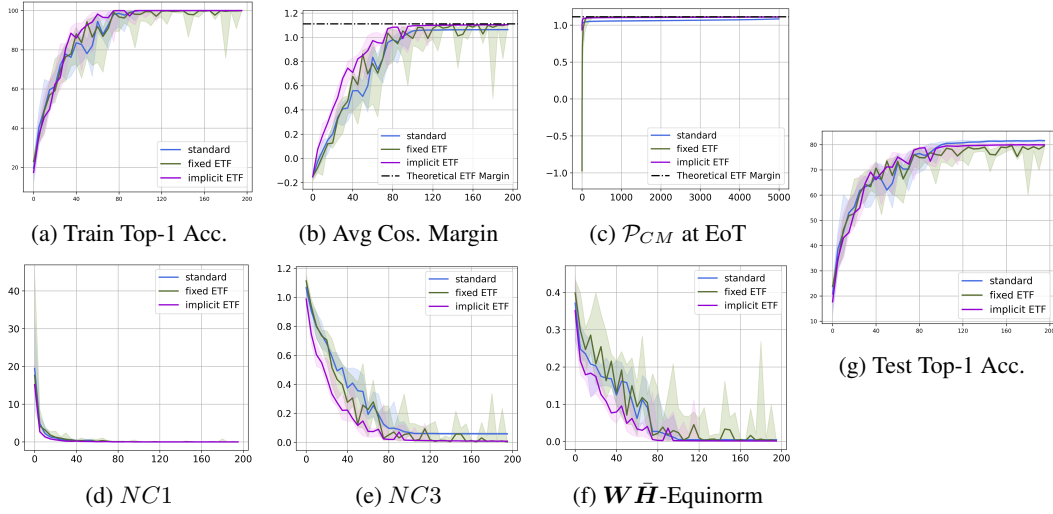 100
80
60
40
20
0
40
80
120
160
200
standard
fixed ETF
implicit ETF
(a) Train Top-1 Acc.
1.2
1.0
0.8
0.6
0.4
0.2
0.0
−0.2
0
40
80
120
160
200
standard
fixed ETF
implicit ETF
Theoretical ETF Margin
(b) Avg Cos. Margin
1.0
0.5
0.0
−0.5
−1.0
0
1000
2000
3000
4000
5000
standard
fixed ETF
implicit ETF
Theoretical ETF Margin
(c) 𝒫CM at EoT
40
30
20
10
0
0
40
80
120
160
200
standard
fixed ETF
implicit ETF
(d) NC1
1.2
1.0
0.8
0.6
0.4
0.2
0.0
0
40
80
120
160
200
standard
fixed ETF
implicit ETF
(e) NC3
0.4
0.3
0.2
0.1
0.0
0
40
80
120
160
200
standard
fixed ETF
implicit ETF
(f) WH̄-Equinorm
80
70
60
50
40
30
20
10
0
40
80
120
160
200
standard
fixed ETF
implicit ETF
(g) Test Top-1 Acc.